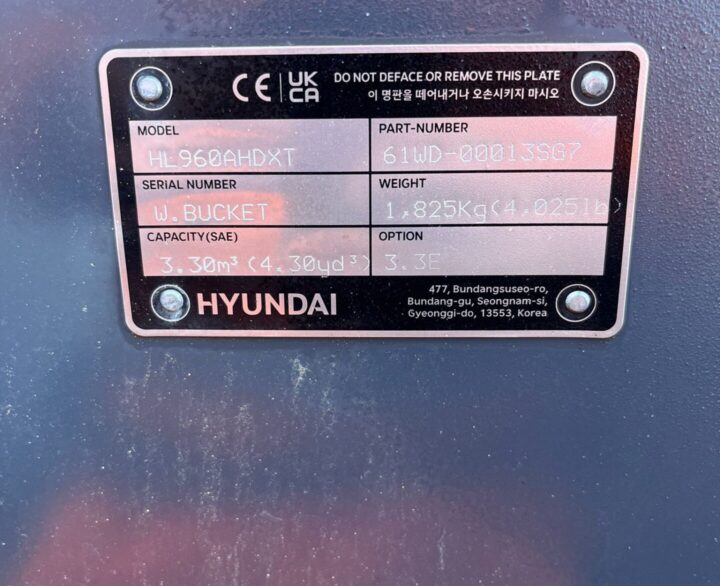 CE UK CA DO NOT DEFACE OR REMOVE THIS PLATE
이 명판을 떼어내거나 오손시키지 마시오
MODEL
HL960AHDXT
PART-NUMBER
61WD-00013SG7
SERIAL NUMBER
W.BUCKET
WEIGHT
1,825Kg(4,025lb)
CAPACITY(SAE)
3.30m³(4.30yd³)
OPTION
3.3E
HYUNDAI
477, Bundangsuseo-ro,
Bundang-gu, Seongnam-si,
Gyeonggi-do, 13553, Korea